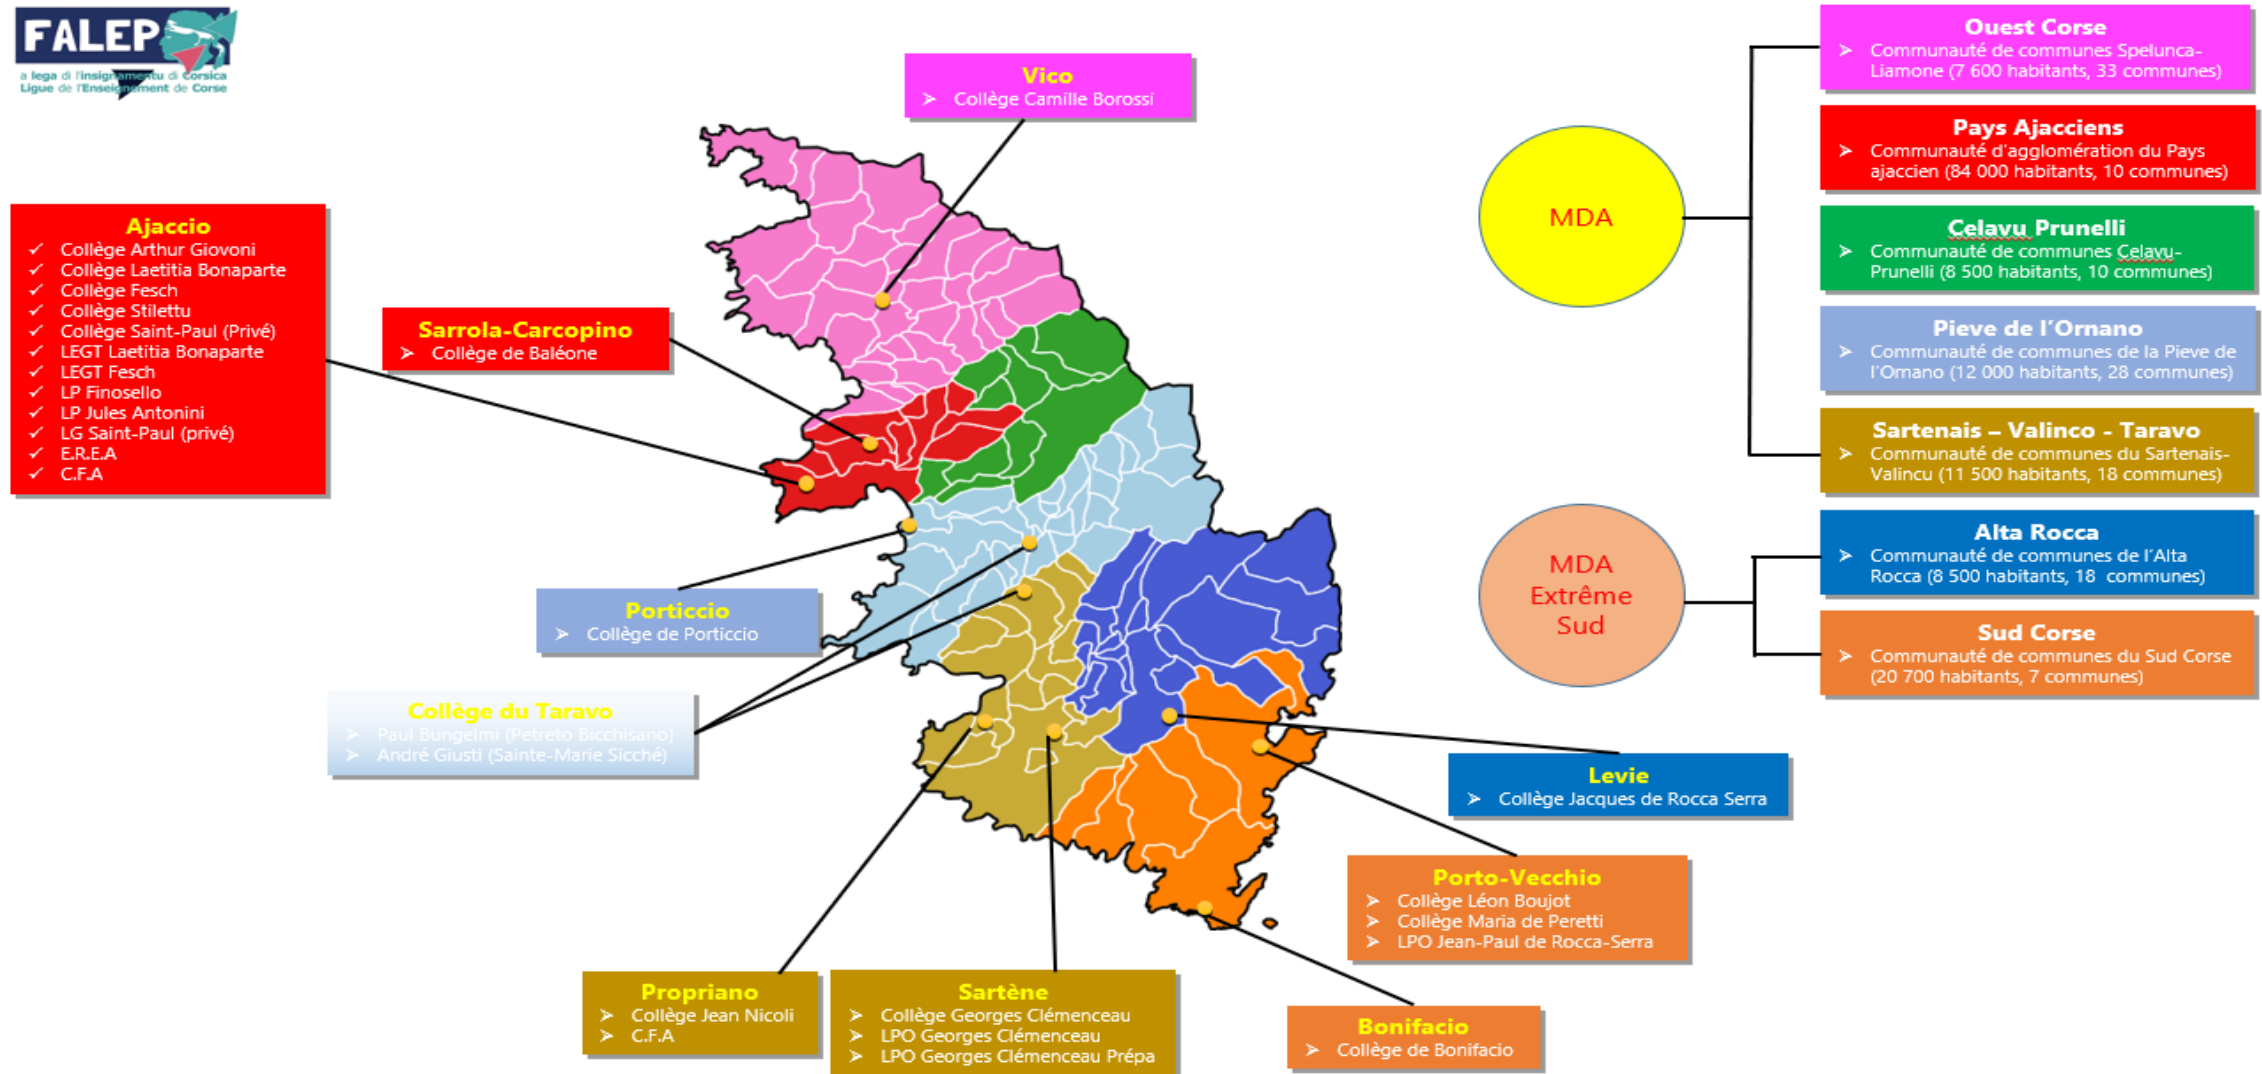 FALEP
a lega di l'insignamentu di Corsica
Ligue de l'Enseignement de Corse
Vico
Collège Camille Borossi
Ajaccio
Collège Arthur Giovoni
Collège Laetitia Bonaparte
Collège Fesch
Collège Stilettu
Collège Saint-Paul (Privé)
LEGT Laetitia Bonaparte
LEGT Fesch
LP Finosello
LP Jules Antonini
LG Saint-Paul (privé)
E.R.E.A
C.F.A
Sarrola-Carcopino
Collège de Baléone
Porticcio
Collège de Porticcio
Collège du Taravo
Paul Bungelmi (Petreto Bicchisano)
André Giusti (Sainte-Marie Sicché)
Propriano
Collège Jean Nicoli
C.F.A
Sartène
Collège Georges Clémenceau
LPO Georges Clémenceau
LPO Georges Clémenceau Prépa
Bonifacio
Collège de Bonifacio
Porto-Vecchio
Collège Léon Boujot
Collège Maria de Peretti
LPO Jean-Paul de Rocca-Serra
Levie
Collège Jacques de Rocca Serra
MDA
Ouest Corse
Communauté de communes Spelunca-
Liamone (7 600 habitants, 33 communes)
Pays Ajacciens
Communauté d'agglomération du Pays
ajaccien (84 000 habitants, 10 communes)
Celavu Prunelli
Communauté de communes Celavu-
Prunelli (8 500 habitants, 10 communes)
Pieve de l'Ornano
Communauté de communes de la Pieve de
l'Ornano (12 000 habitants, 28 communes)
Sartenais – Valinco - Taravo
Communauté de communes du Sartenais-
Valincu (11 500 habitants, 18 communes)
MDA
Extrême
Sud
Alta Rocca
Communauté de communes de l'Alta
Rocca (8 500 habitants, 18 communes)
Sud Corse
Communauté de communes du Sud Corse
(20 700 habitants, 7 communes)